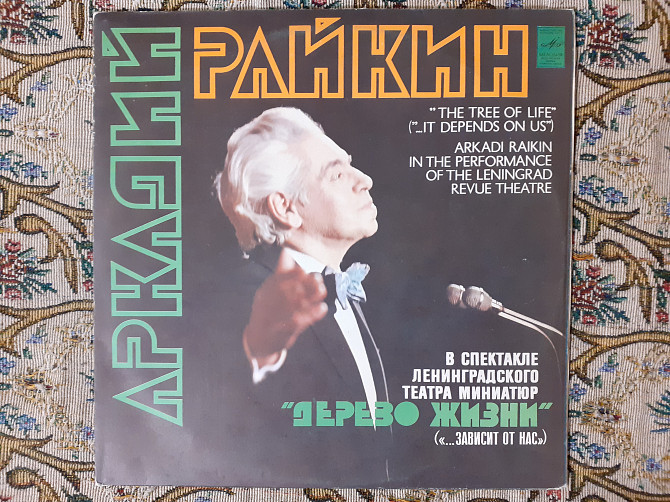 АРКАДИЙ
РАЙКИН
"THE TREE OF LIFE"
("...IT DEPENDS ON US")
ARKADI RAIKIN
IN THE PERFORMANCE
OF THE LENINGRAD
REVUE THEATRE
В СПЕКТАКЛЕ
ЛЕНИНГРАДСКОГО
ТЕАТРА МИНИАТЮР
"ДЕРЕВО ЖИЗНИ"
(«...ЗАВИСИТ ОТ НАС»)